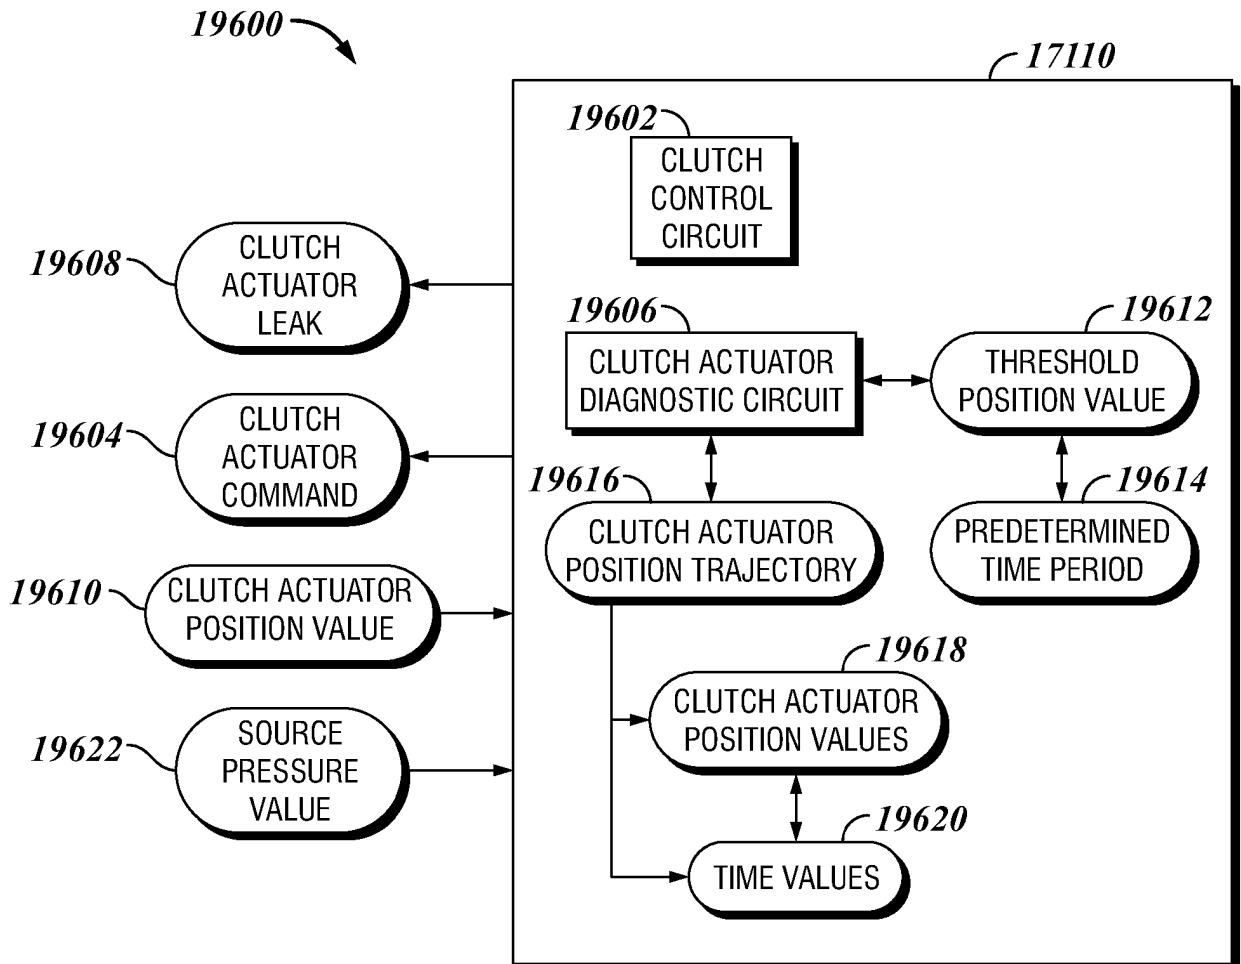 19600
17110
19602
CLUTCH
CONTROL
CIRCUIT
19608
CLUTCH
ACTUATOR
LEAK
19606
CLUTCH ACTUATOR
DIAGNOSTIC CIRCUIT
19612
THRESHOLD
POSITION VALUE
19604
CLUTCH
ACTUATOR
COMMAND
19616
CLUTCH ACTUATOR
POSITION TRAJECTORY
19614
PREDETERMINED
TIME PERIOD
19610
CLUTCH ACTUATOR
POSITION VALUE
19618
CLUTCH ACTUATOR
POSITION VALUES
19622
SOURCE
PRESSURE
VALUE
19620
TIME VALUES